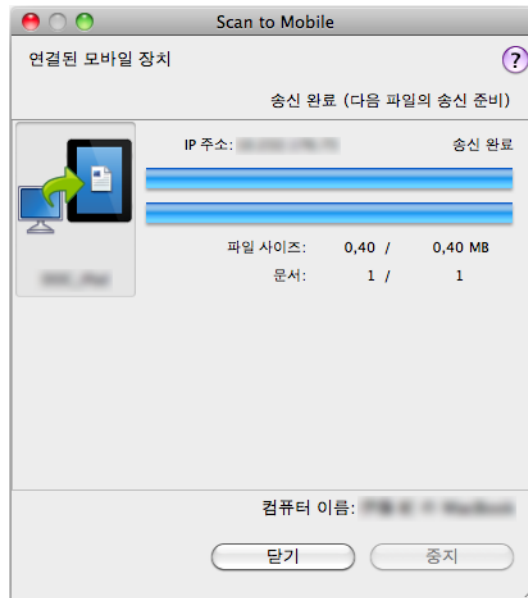 Scan to Mobile
연결된 모바일 장치
?
송신 완료 (다음 파일의 송신 준비)
IP 주소: 송신 완료
파일 사이즈: 0,40 / 0,40 MB
문서: 1 / 1
컴퓨터 이름:
닫기 중지